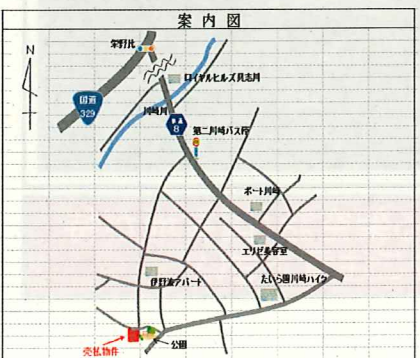 案内図
N
栄野比
国道
329
ロイヤルヒルズ具志川
川崎川
県道
8
第二川崎バス停
ポート川崎
エリゼ美容室
伊野波アパート
たいら園川崎ハイツ
売払物件
公園